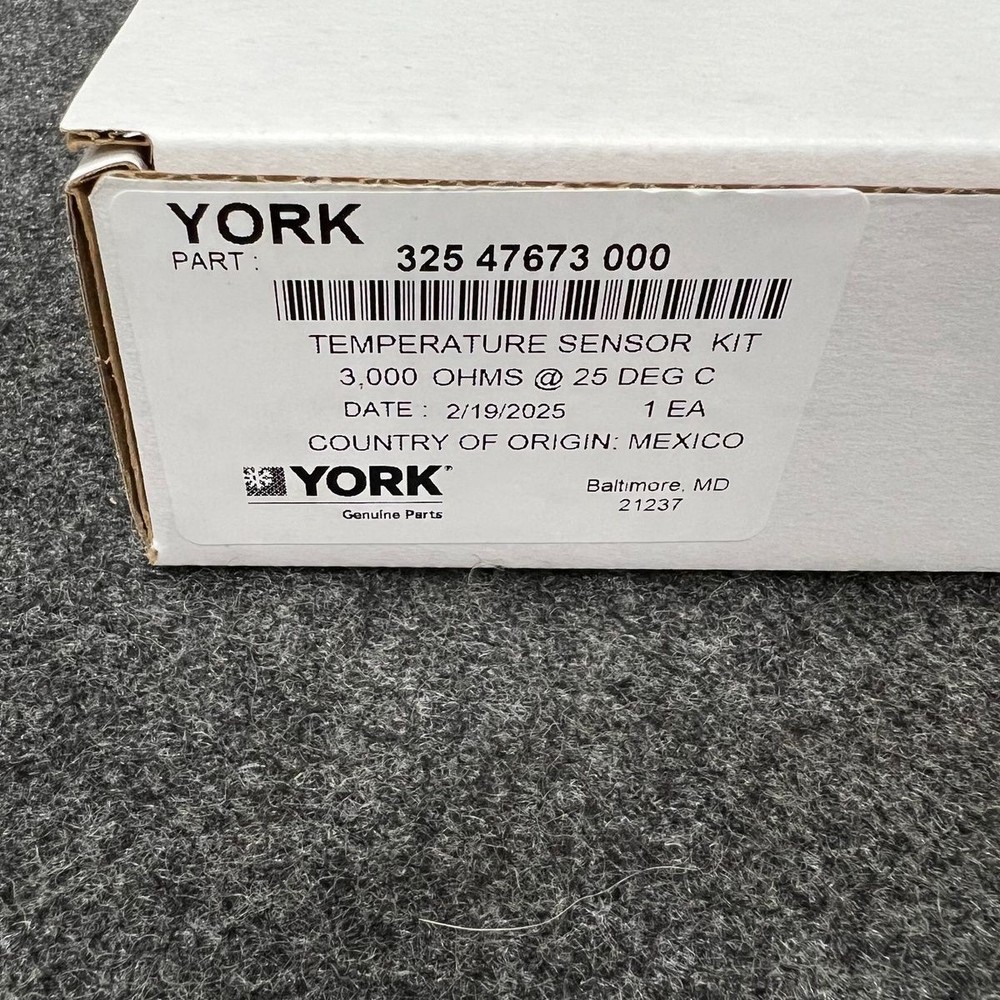 YORK
PART : 325 47673 000
TEMPERATURE SENSOR KIT
3,000 OHMS @ 25 DEG C
DATE : 2/19/2025 1 EA
COUNTRY OF ORIGIN: MEXICO
YORK
Genuine Parts
Baltimore, MD
21237